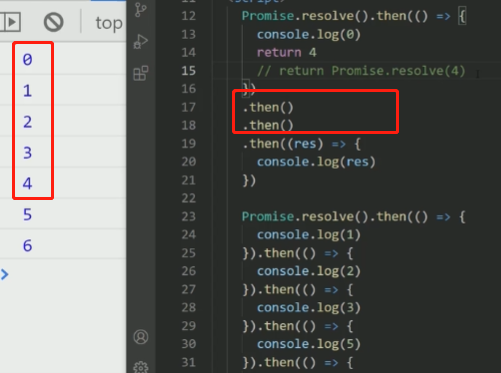 top
0
1
2
3
4
5
6
>
12 Promise.resolve().then(() => {
13 console.log(0)
14 return 4
15 // return Promise.resolve(4)
16 })
17 .then()
18 .then()
19 .then((res) => {
20 console.log(res)
21 })
22
23 Promise.resolve().then(() => {
24 console.log(1)
25 }).then(() => {
26 console.log(2)
27 }).then(() => {
28 console.log(3)
29 }).then(() => {
30 console.log(5)
31 }).then(() => {